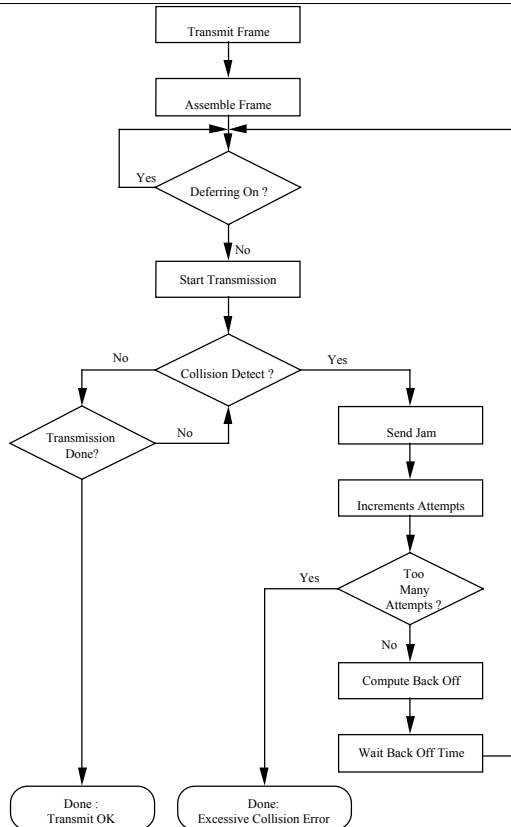 Transmit Frame
Assemble Frame
Yes
Deferring On ?
No
Start Transmission
No
Collision Detect ?
Yes
Transmission
Done?
No
Send Jam
Increments Attempts
Yes
Too
Many
Attempts ?
No
Compute Back Off
Wait Back Off Time
Done :
Transmit OK
Done:
Excessive Collision Error